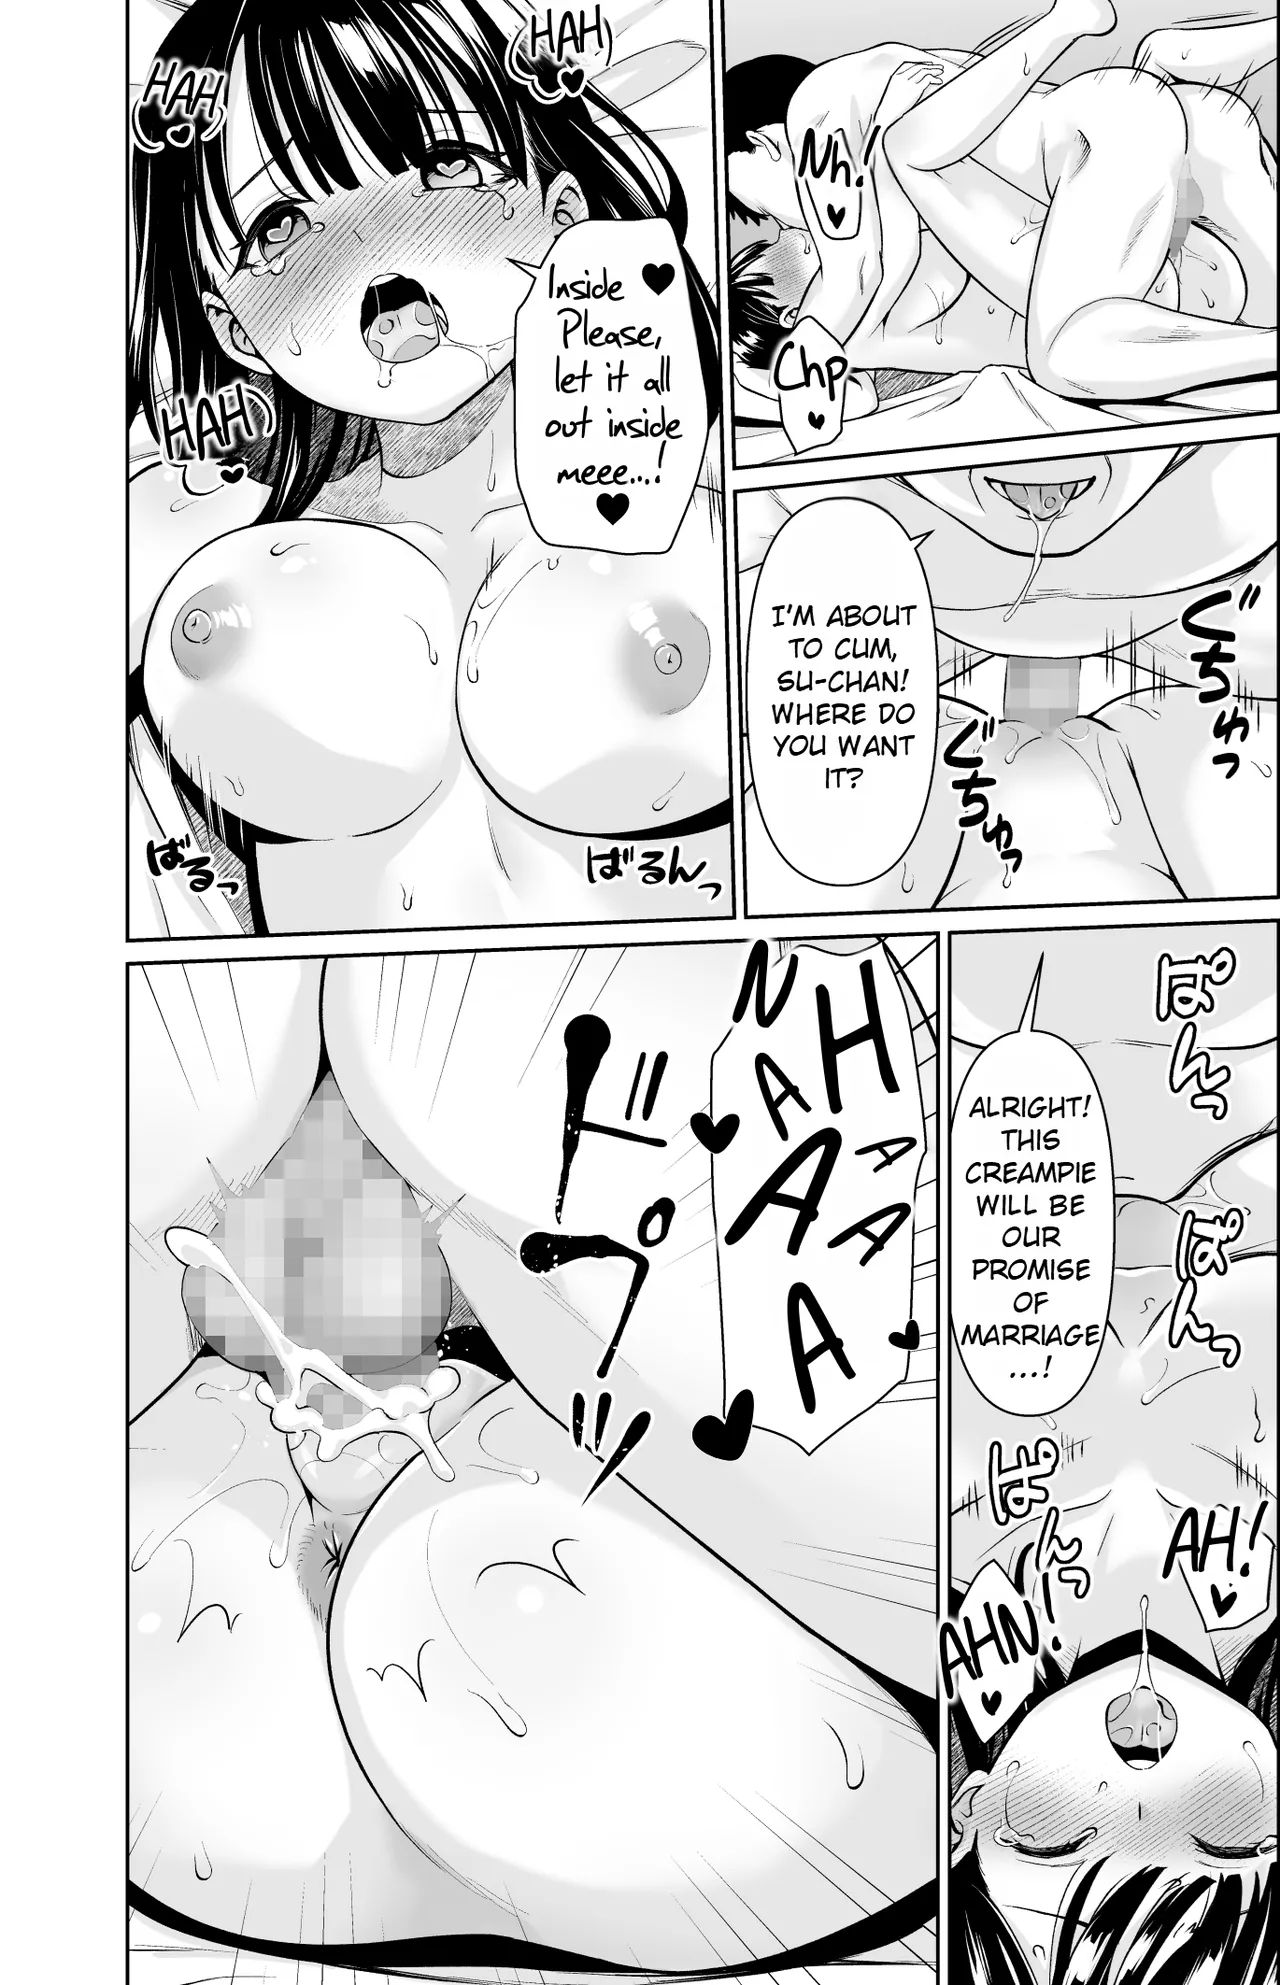 Nh!
Chp
I'M ABOUT
TO CUM,
SU-CHAN!
WHERE DO
YOU WANT
IT?
ぐちゅっ
ぐちゅっ
HAH
HAH
HAH
Inside ♥
Please,
let it all
out inside
meee...!
♥
ばるっ
ばるんっ
ぱんっ
ALRIGHT!
THIS
CREAMPIE
WILL BE
OUR
PROMISE
OF
MARRIAGE
...!
ぱんっ
ぱんっ
AH!
AHN!
NAHAAAAAA
ドプッ